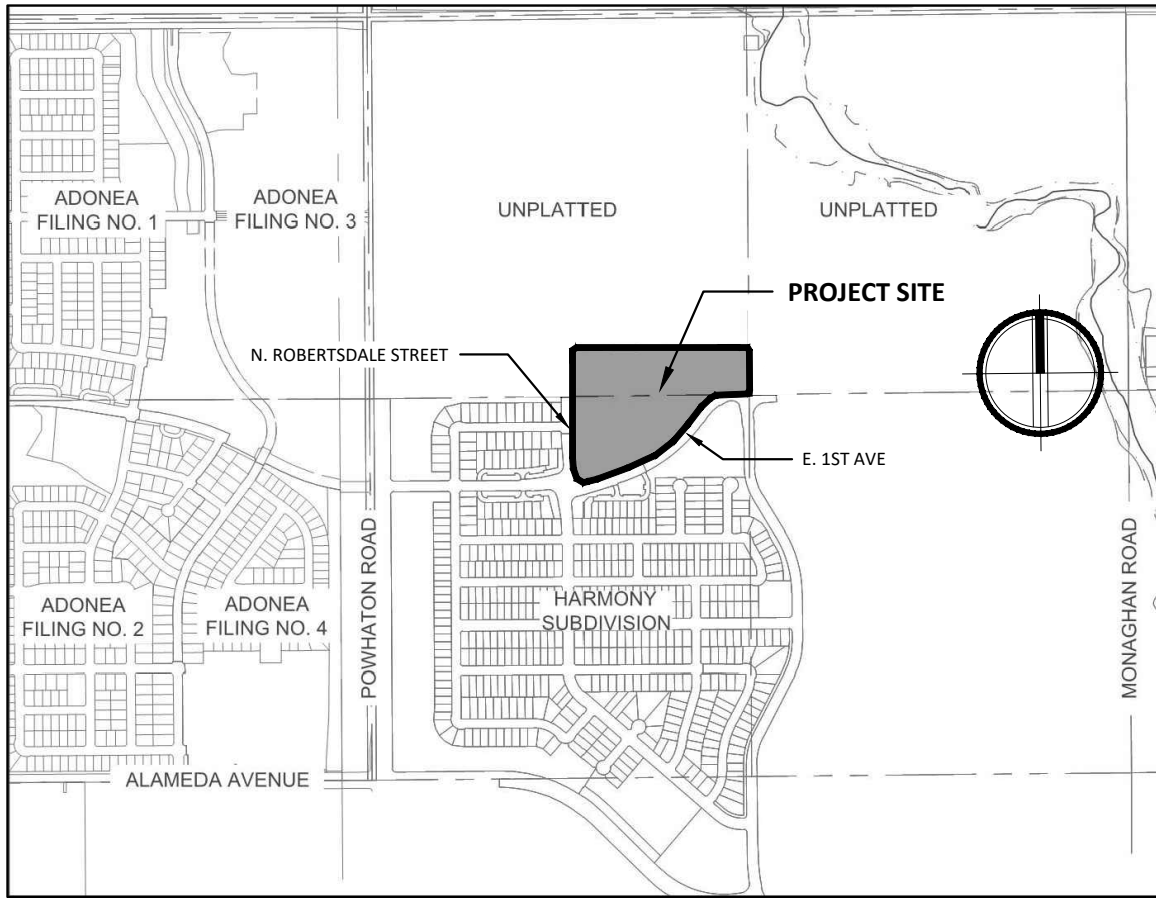 ADONEA
FILING NO. 1
ADONEA
FILING NO. 3
UNPLATTED
UNPLATTED
PROJECT SITE
N. ROBERTSDALE STREET
E. 1ST AVE
POWHATON ROAD
MONAGHAN ROAD
ADONEA
FILING NO. 2
ADONEA
FILING NO. 4
HARMONY
SUBDIVISION
ALAMEDA AVENUE